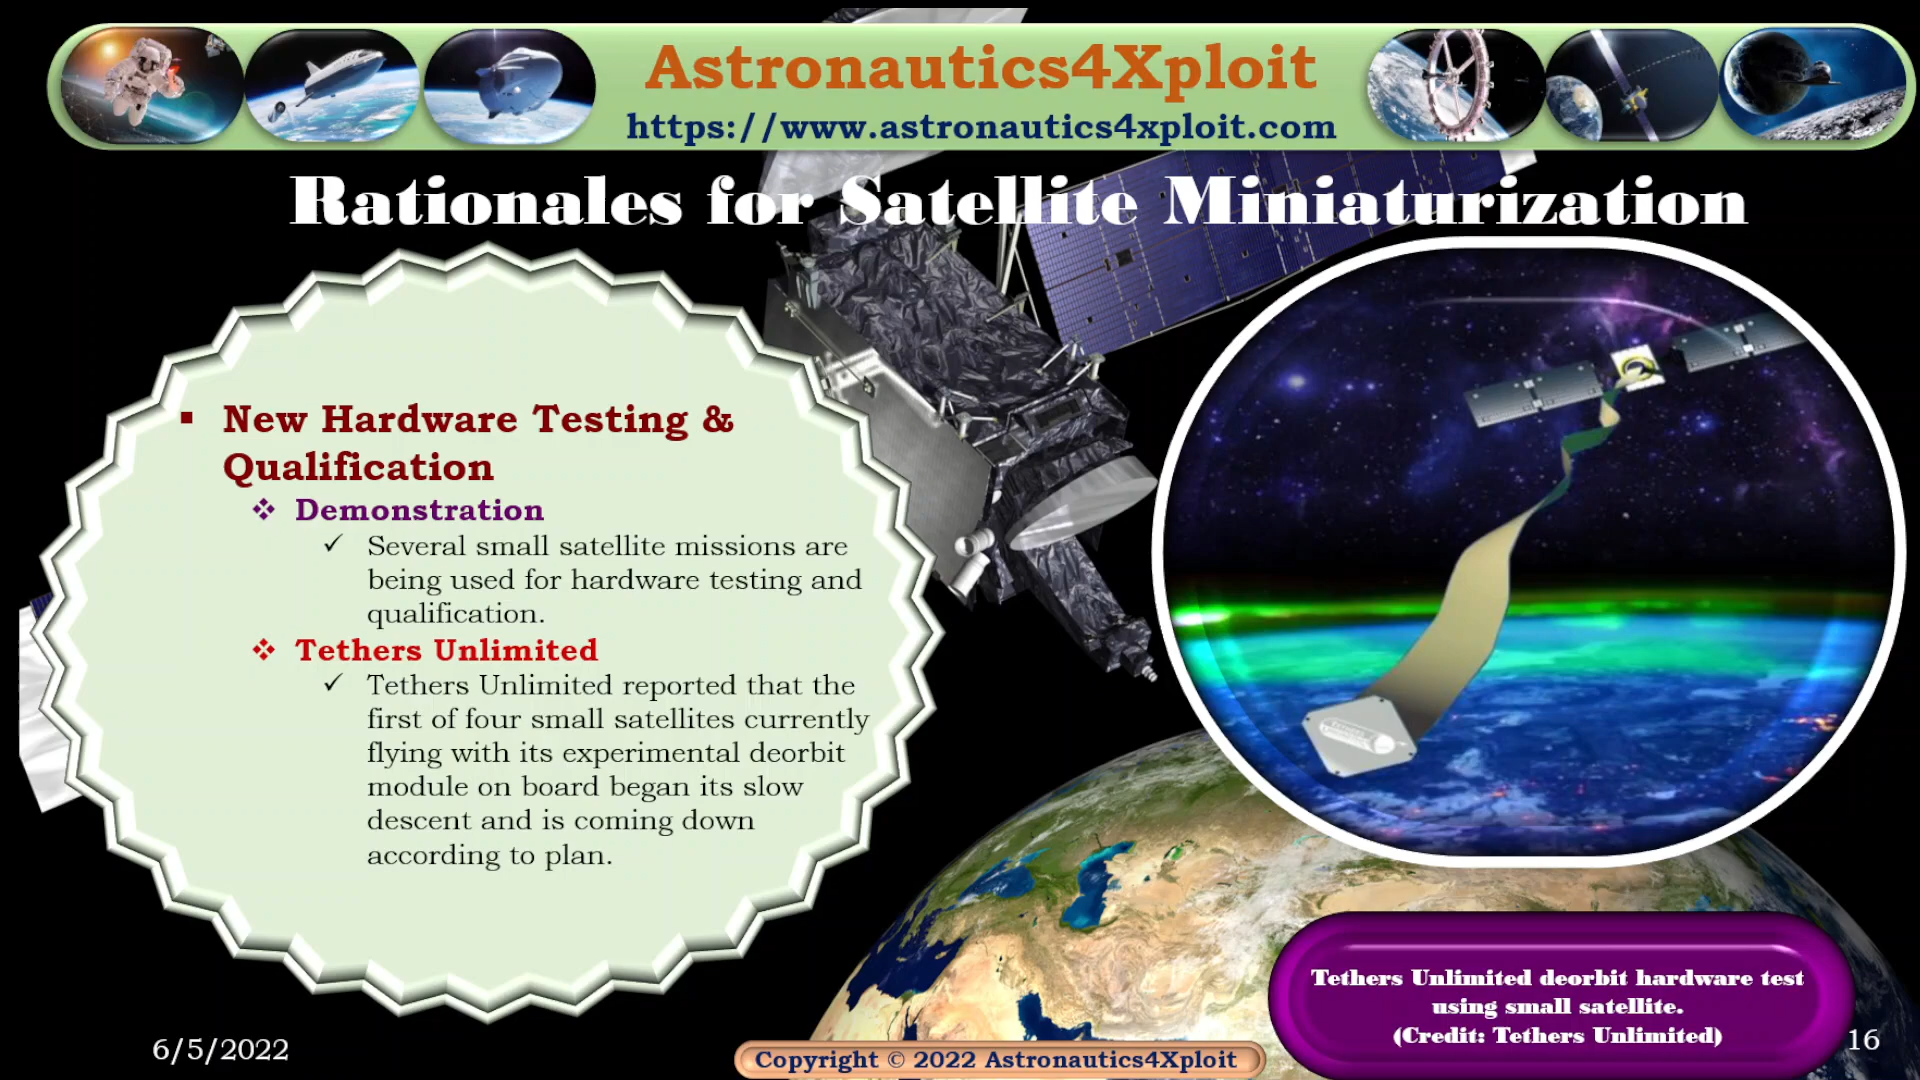 Astronautics4Xploit
https://www.astronautics4xploit.com
Rationales for Satellite Miniaturization
▪ New Hardware Testing &
Qualification
❖ Demonstration
✓ Several small satellite missions are
being used for hardware testing and
qualification.
❖ Tethers Unlimited
✓ Tethers Unlimited reported that the
first of four small satellites currently
flying with its experimental deorbit
module on board began its slow
descent and is coming down
according to plan.
Tethers Unlimited deorbit hardware test
using small satellite.
(Credit: Tethers Unlimited)
6/5/2022
Copyright © 2022 Astronautics4Xploit
16